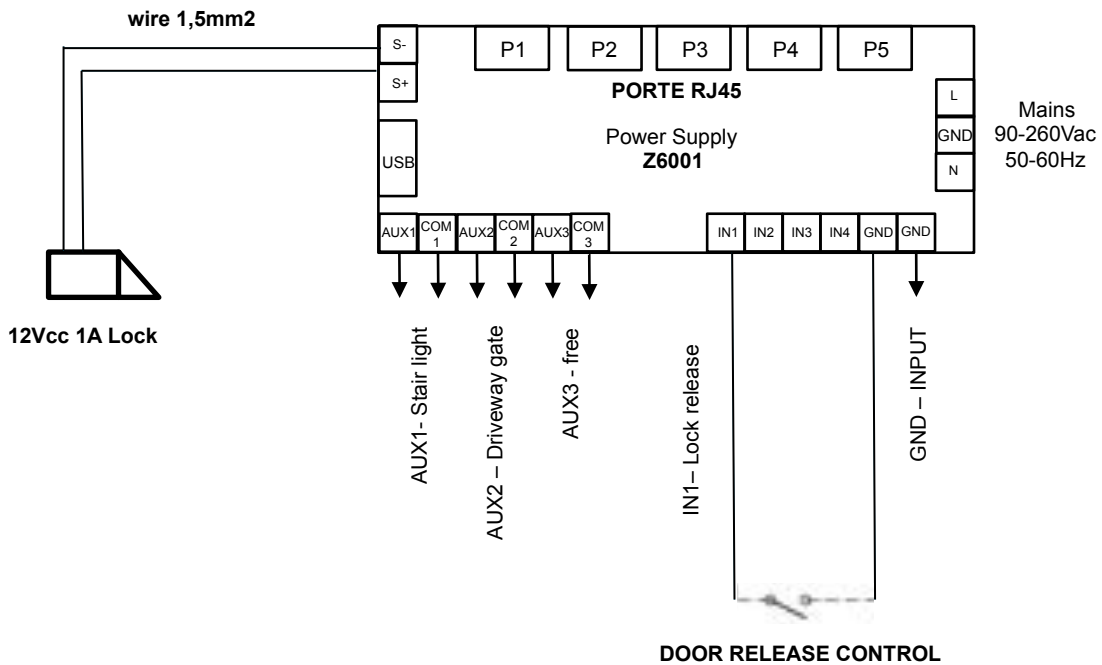 wire 1,5mm2
S-
S+
USB
P1
P2
P3
P4
P5
PORTE RJ45
Power Supply
Z6001
L
GND
N
Mains
90-260Vac
50-60Hz
AUX1
COM
1
AUX2
COM
2
AUX3
COM
3
IN1
IN2
IN3
IN4
GND
GND
12Vcc 1A Lock
AUX1- Stair light
AUX2 – Driveway gate
AUX3 - free
IN1– Lock release
GND – INPUT
DOOR RELEASE CONTROL